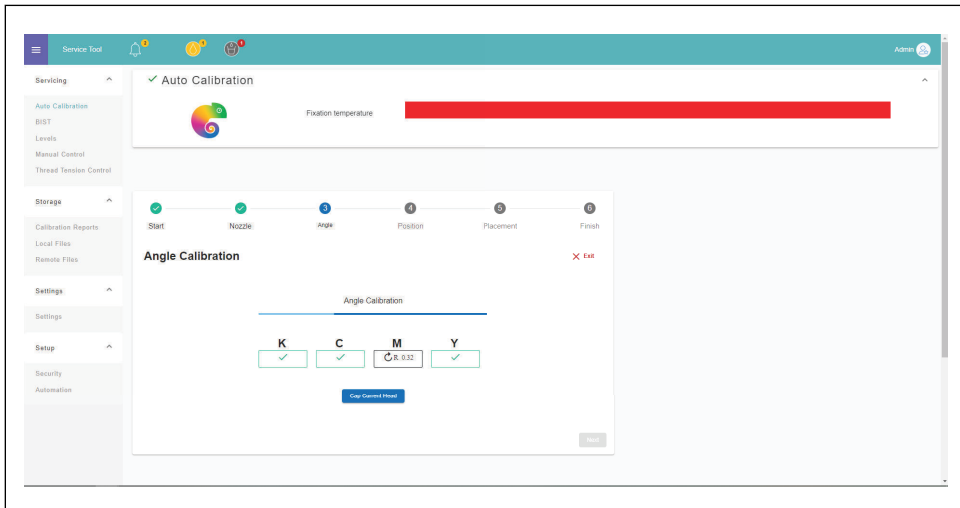 Service Tool 2 1 1 Admin
Servicing
Auto Calibration
BIST
Levels
Manual Control
Thread Tension Control
Storage
Calibration Reports
Local Files
Remote Files
Settings
Settings
Setup
Security
Automation
Auto Calibration
Fixation temperature
3 4 5 6
Start Nozzle Angle Position Placement Finish
Angle Calibration Exit
Angle Calibration
K C M Y
R 0.32
Cap Current Head
Next